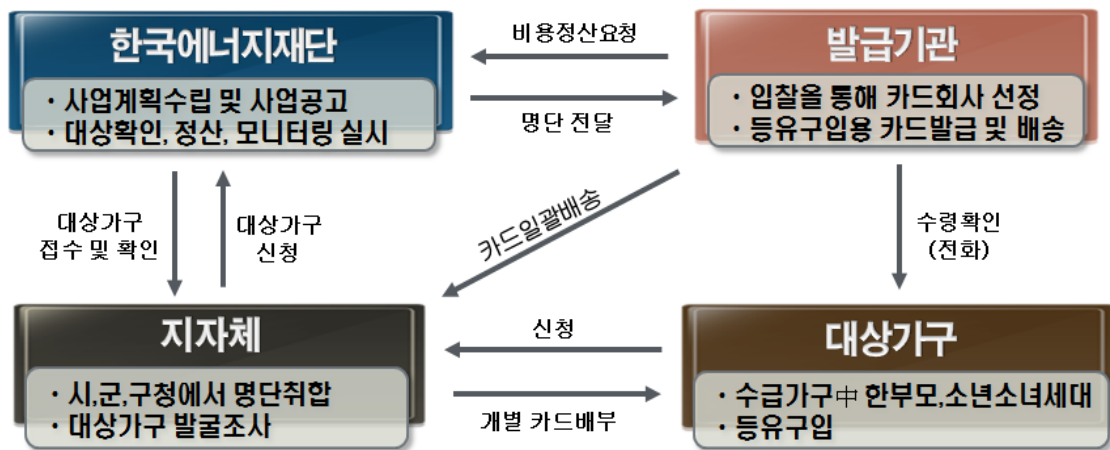 한국에너지재단
· 사업계획수립 및 사업공고
· 대상확인, 정산, 모니터링 실시
비용정산요청
명단 전달
발급기관
· 입찰을 통해 카드회사 선정
· 등유구입용 카드발급 및 배송
대상가구
접수 및 확인
대상가구
신청
카드일괄배송
수령확인
(전화)
지자체
· 시,군,구청에서 명단취합
· 대상가구 발굴조사
신청
개별 카드배부
대상가구
· 수급가구中 한부모,소년소녀세대
· 등유구입